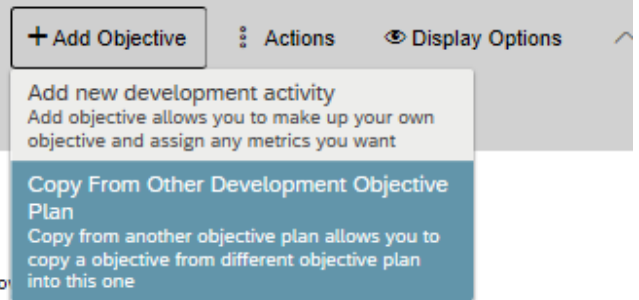 + Add Objective Actions Display Options
Add new development activity
Add objective allows you to make up your own
objective and assign any metrics you want
Copy From Other Development Objective
Plan
Copy from another objective plan allows you to
copy a objective from different objective plan
into this one